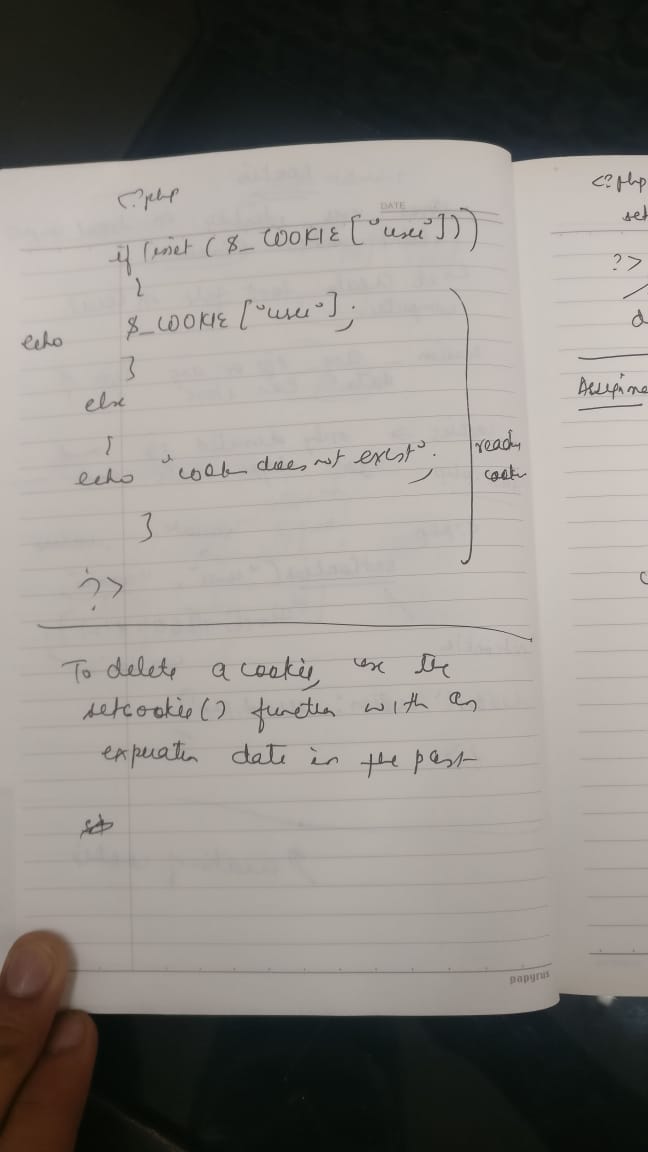 <?php
DATE
if (isset ($_COOKIE["user"]))
{
echo $_COOKIE["user"];
}
else
{
echo "cookie does not exist";
}
?>
ready
cookie
To delete a cookie, use the
setcookie() function with an
expiration date in the past
papyrus
<?php
set
?>
d
Assignme